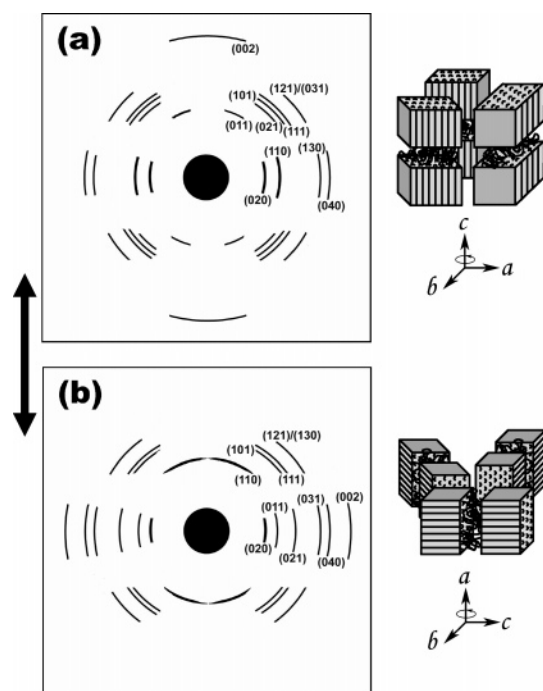 (a)
(002)
(101)
(121)/(031)
(011)
(021)
(111)
(110)
(130)
(020)
(040)
c
b
a
(b)
(121)/(130)
(101)
(110)
(111)
(011)
(031)
(002)
(020)
(021)
(040)
a
b
c